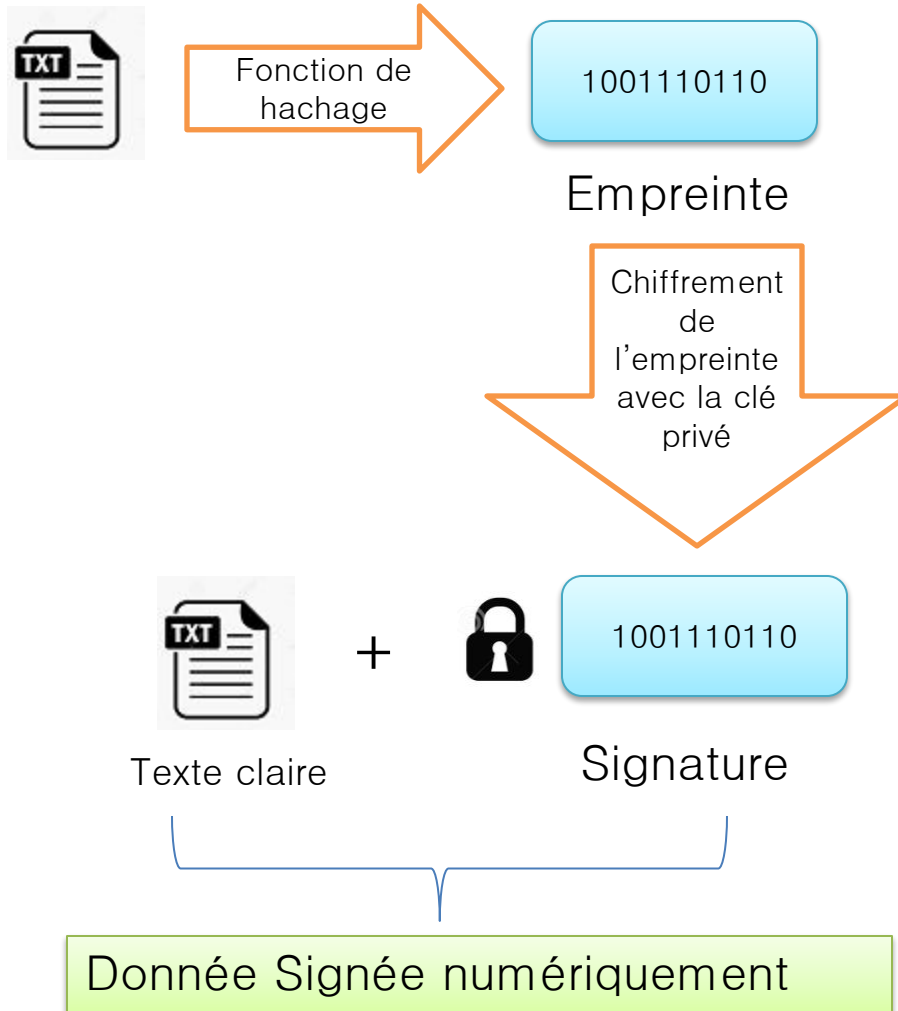 TXT
Fonction de
hachage
1001110110
Empreinte
Chiffrement
de
l’empreinte
avec la clé
privé
TXT
+
1001110110
Texte claire
Signature
Donnée Signée numériquement